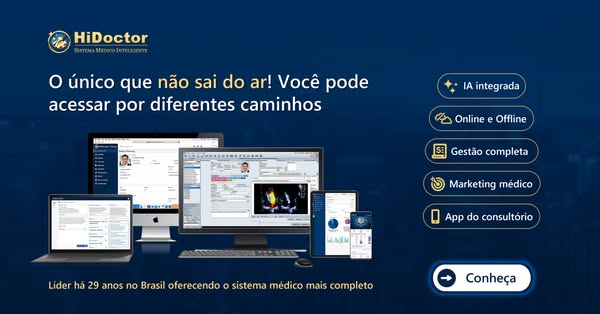 HiDoctor
SISTEMA MÉDICO INTELIGENTE
O único que não sai do ar! Você pode
acessar por diferentes caminhos
IA integrada
Online e Offline
Gestão completa
Marketing médico
App do consultório
Líder há 29 anos no Brasil oferecendo o sistema médico mais completo
Conheça